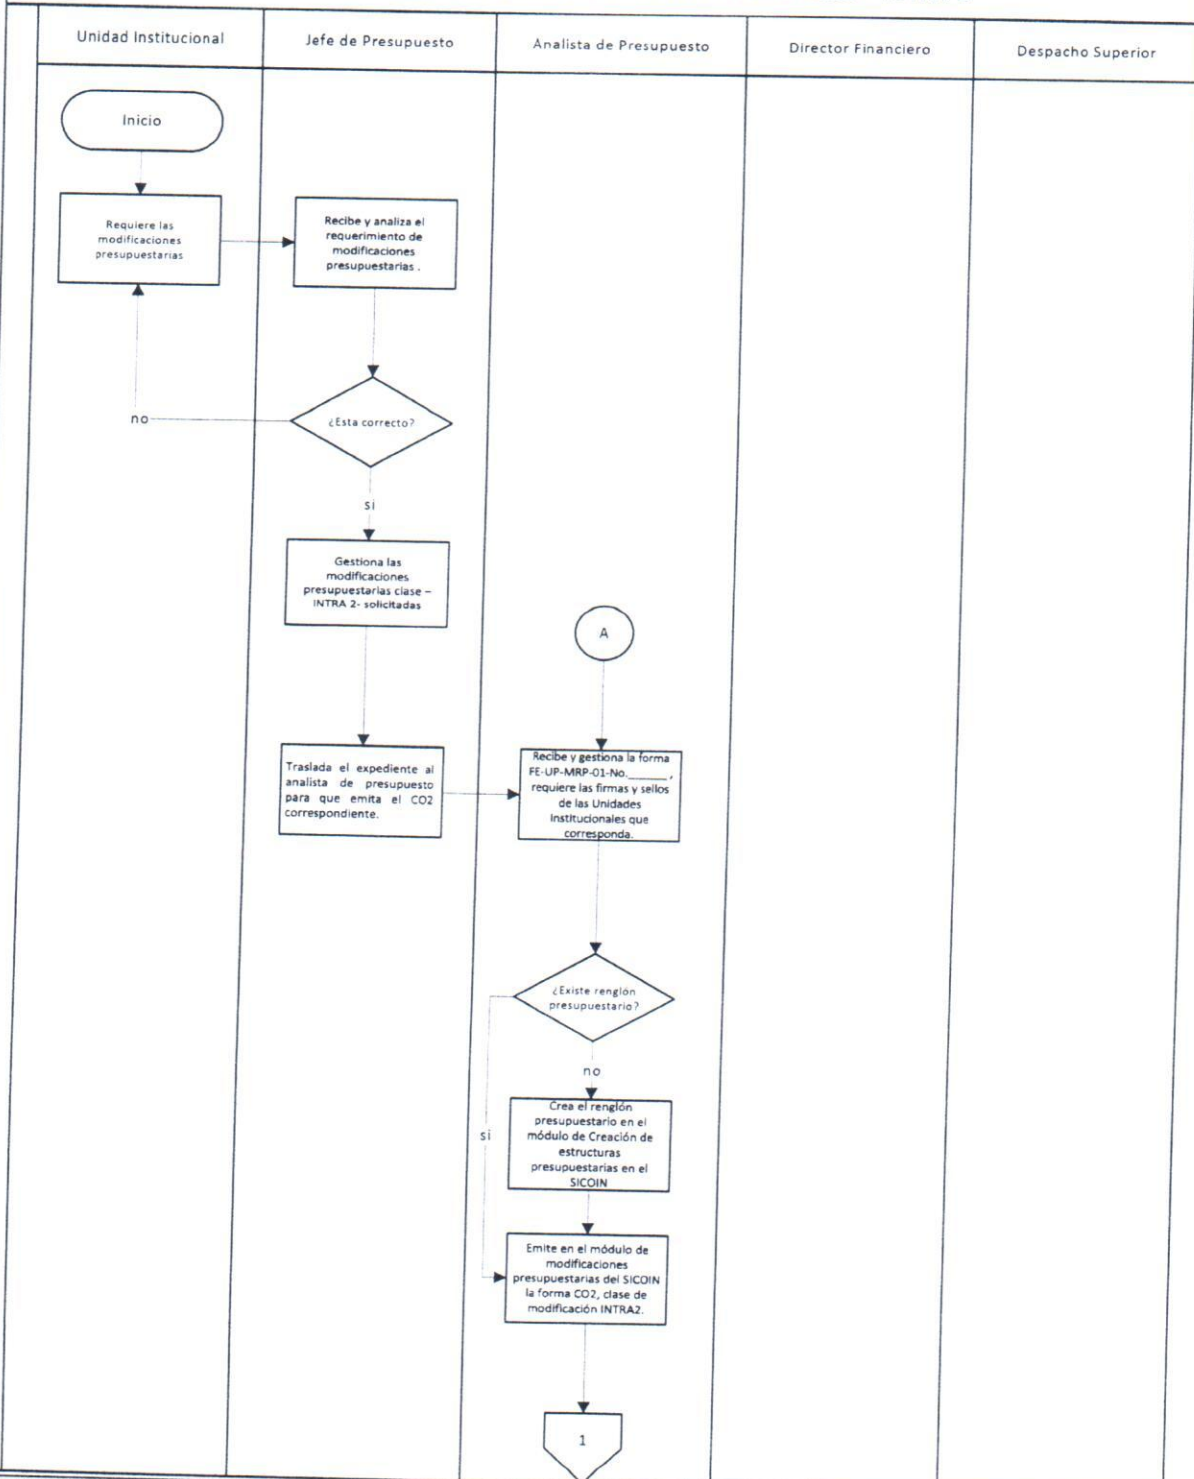 Unidad Institucional
Jefe de Presupuesto
Analista de Presupuesto
Director Financiero
Despacho Superior
Inicio
Requiere las
modificaciones
presupuestarias
Recibe y analiza el
requerimiento de
modificaciones
presupuestarias .
¿Esta correcto?
no
si
Gestiona las
modificaciones
presupuestarias clase –
INTRA 2- solicitadas
A
Traslada el expediente al
analista de presupuesto
para que emita el CO2
correspondiente.
Recibe y gestiona la forma
FE-UP-MRP-01-No.______ ,
requiere las firmas y sellos
de las Unidades
Institucionales que
corresponda.
¿Existe renglón
presupuestario?
no
si
Crea el renglón
presupuestario en el
módulo de Creación de
estructuras
presupuestarias en el
SICOIN
Emite en el módulo de
modificaciones
presupuestarias del SICOIN
la forma CO2, clase de
modificación INTRA2.
1